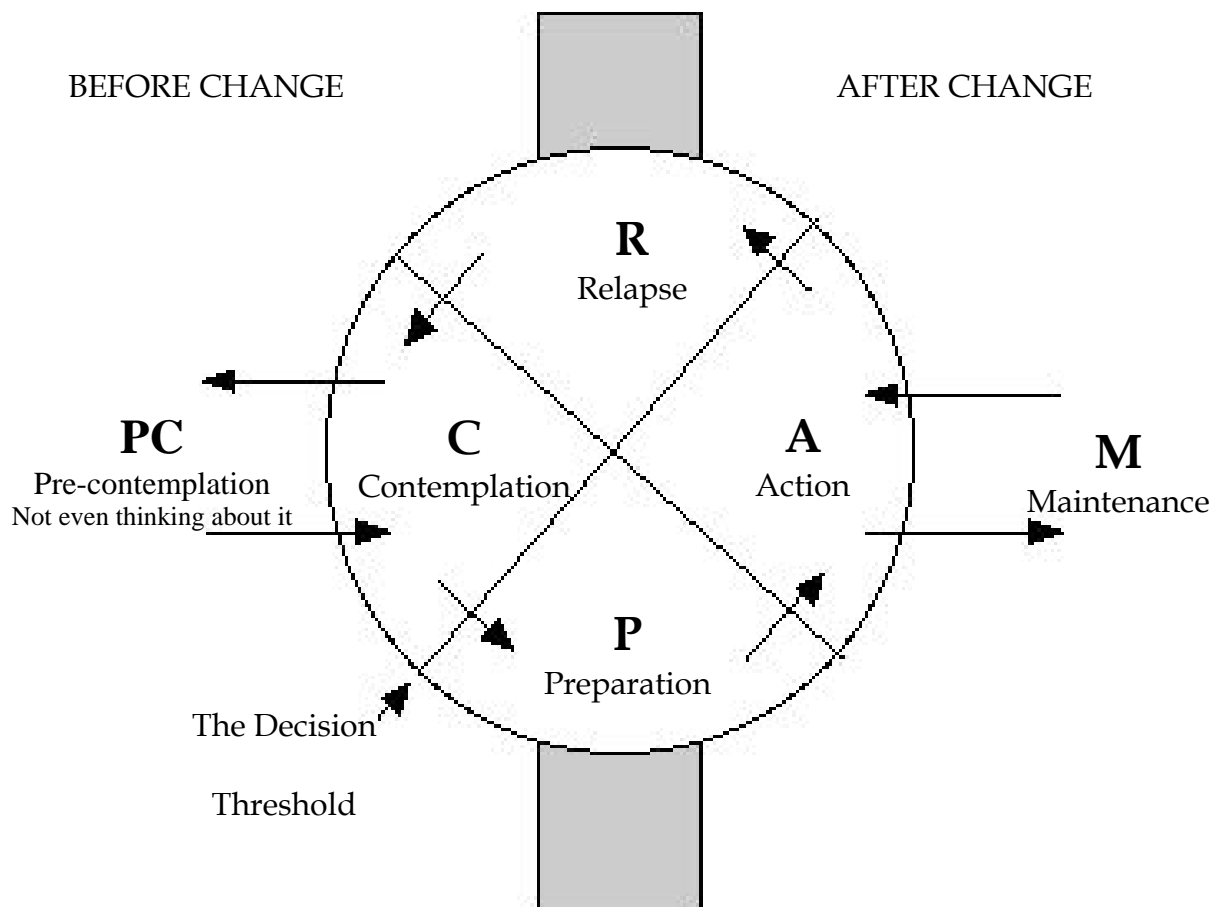 BEFORE CHANGE
AFTER CHANGE
R
Relapse
PC
Pre-contemplation
Not even thinking about it
C
Contemplation
A
Action
M
Maintenance
P
Preparation
The Decision
Threshold